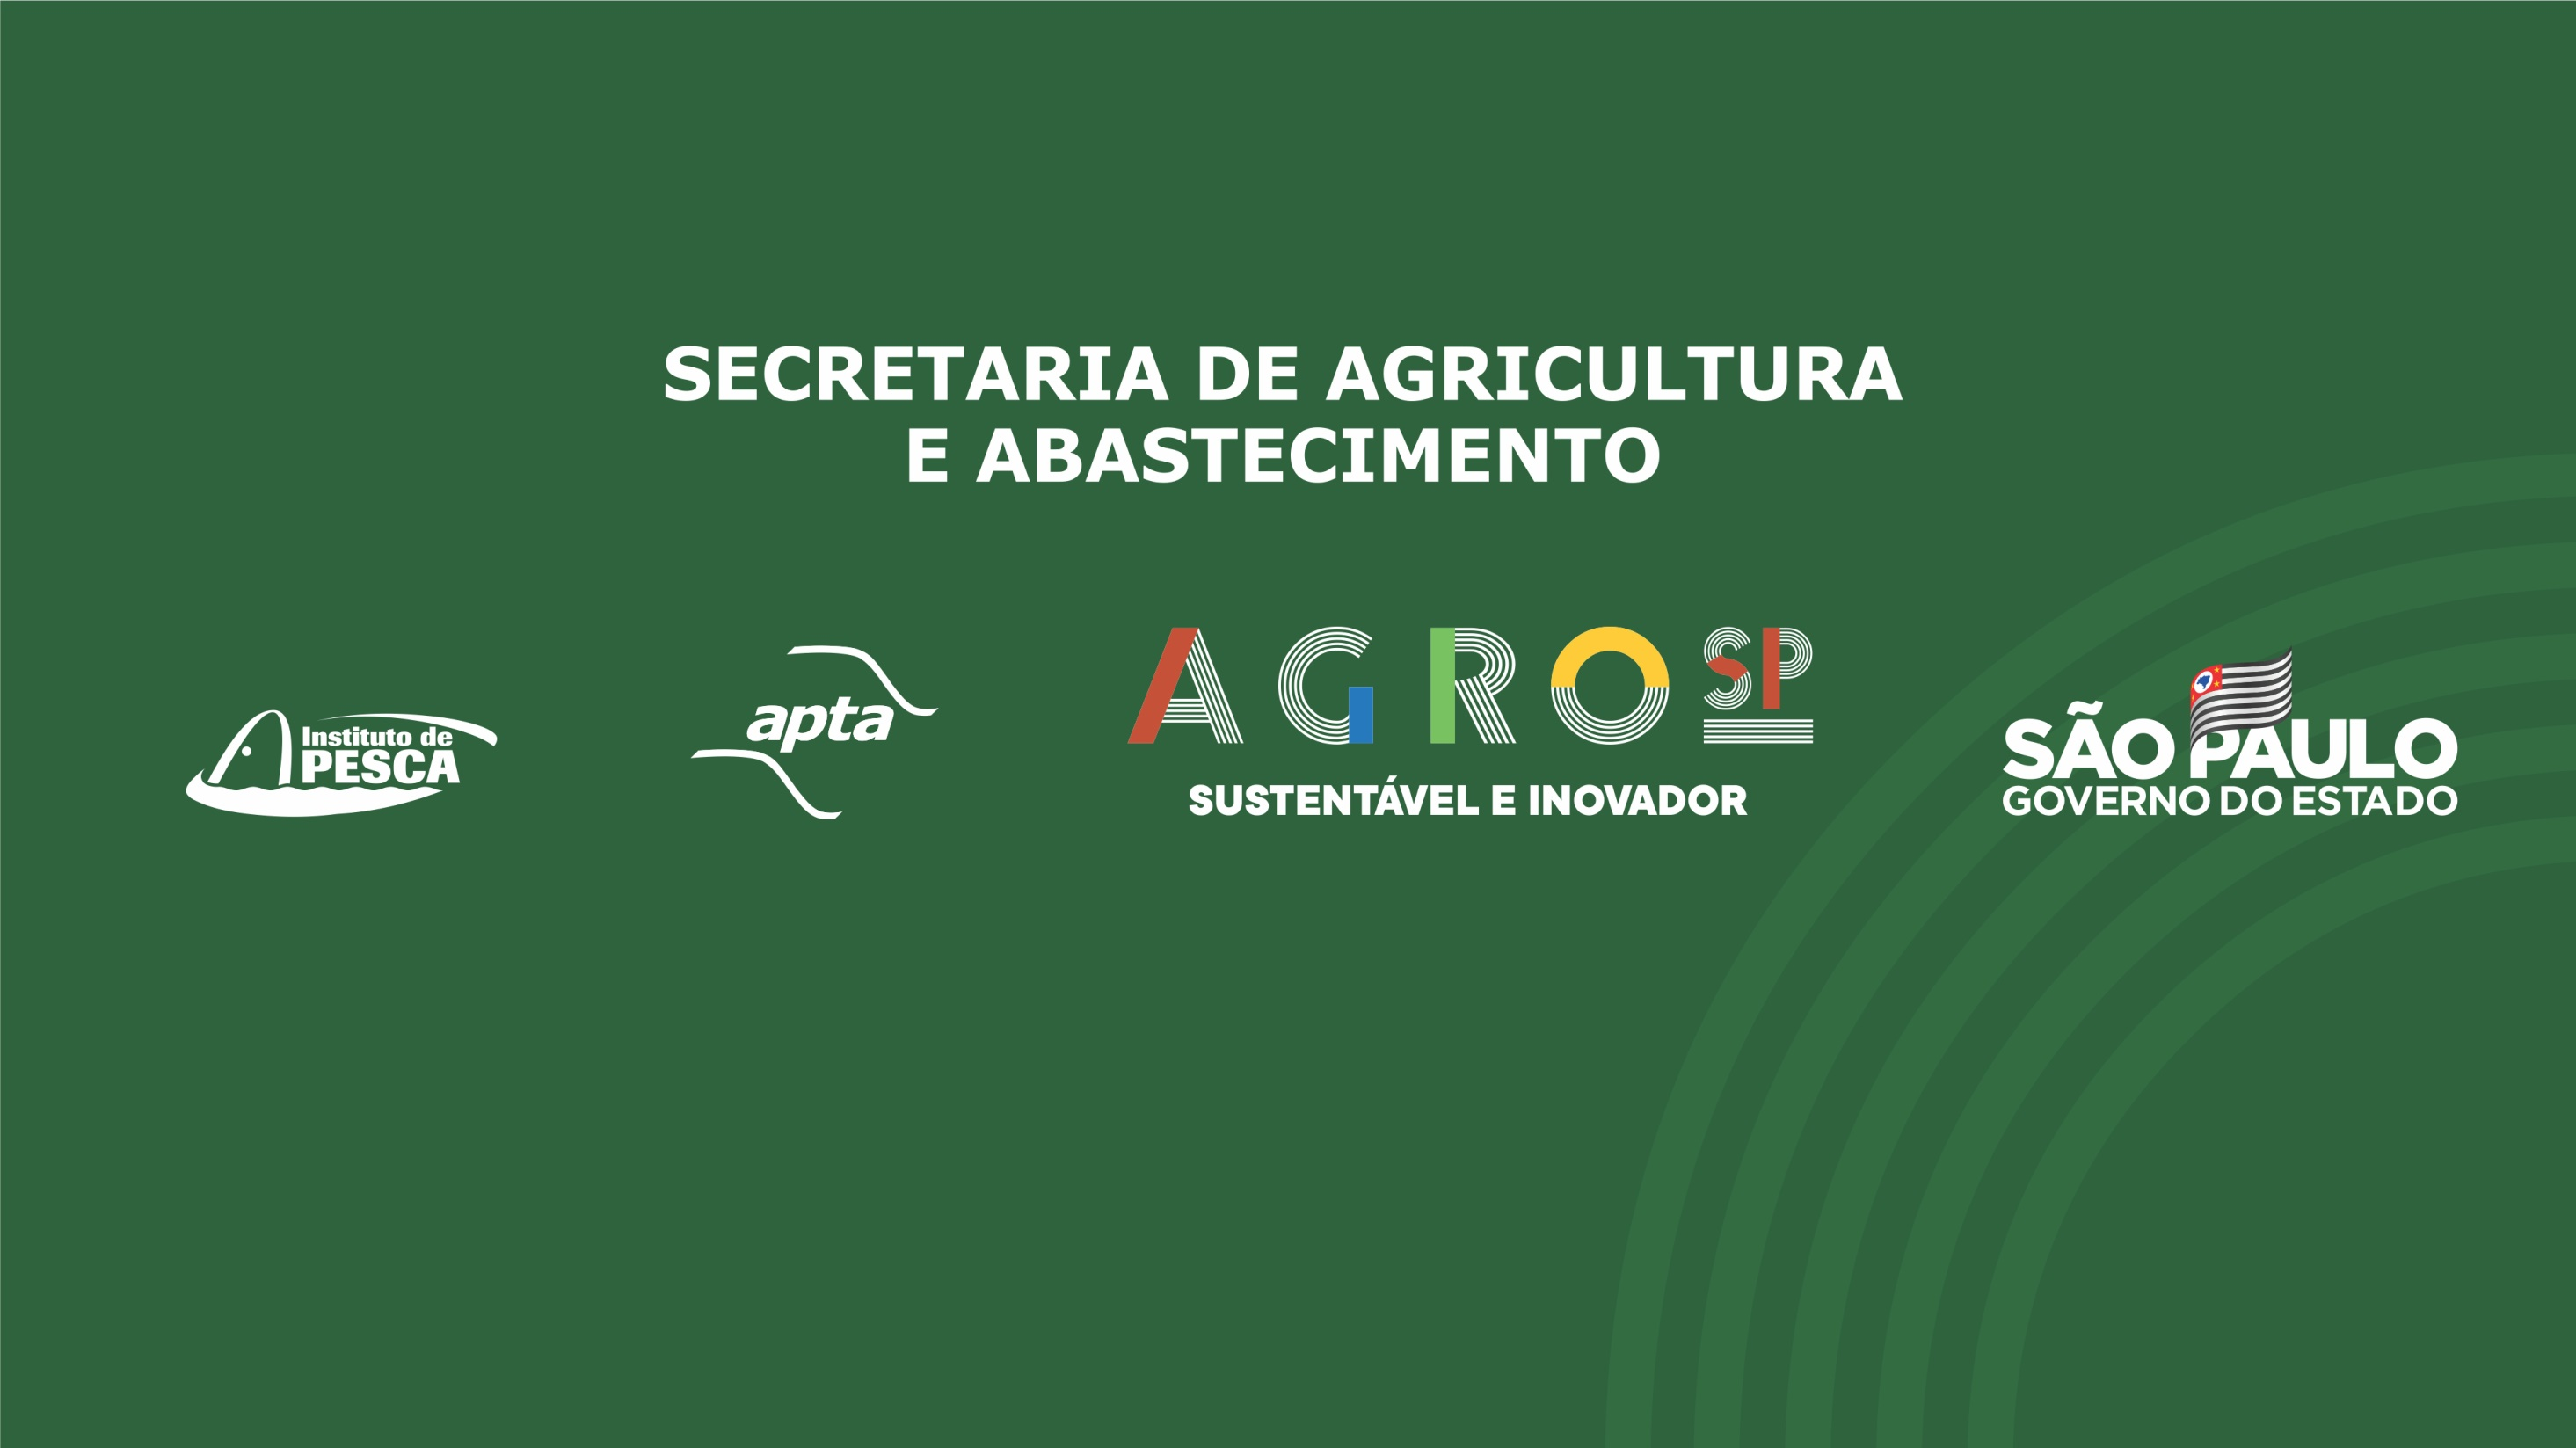 SECRETARIA DE AGRICULTURA
E ABASTECIMENTO
Instituto de
PESCA
apta
AGRO SP
SUSTENTÁVEL E INOVADOR
SÃO PAULO
GOVERNO DO ESTADO